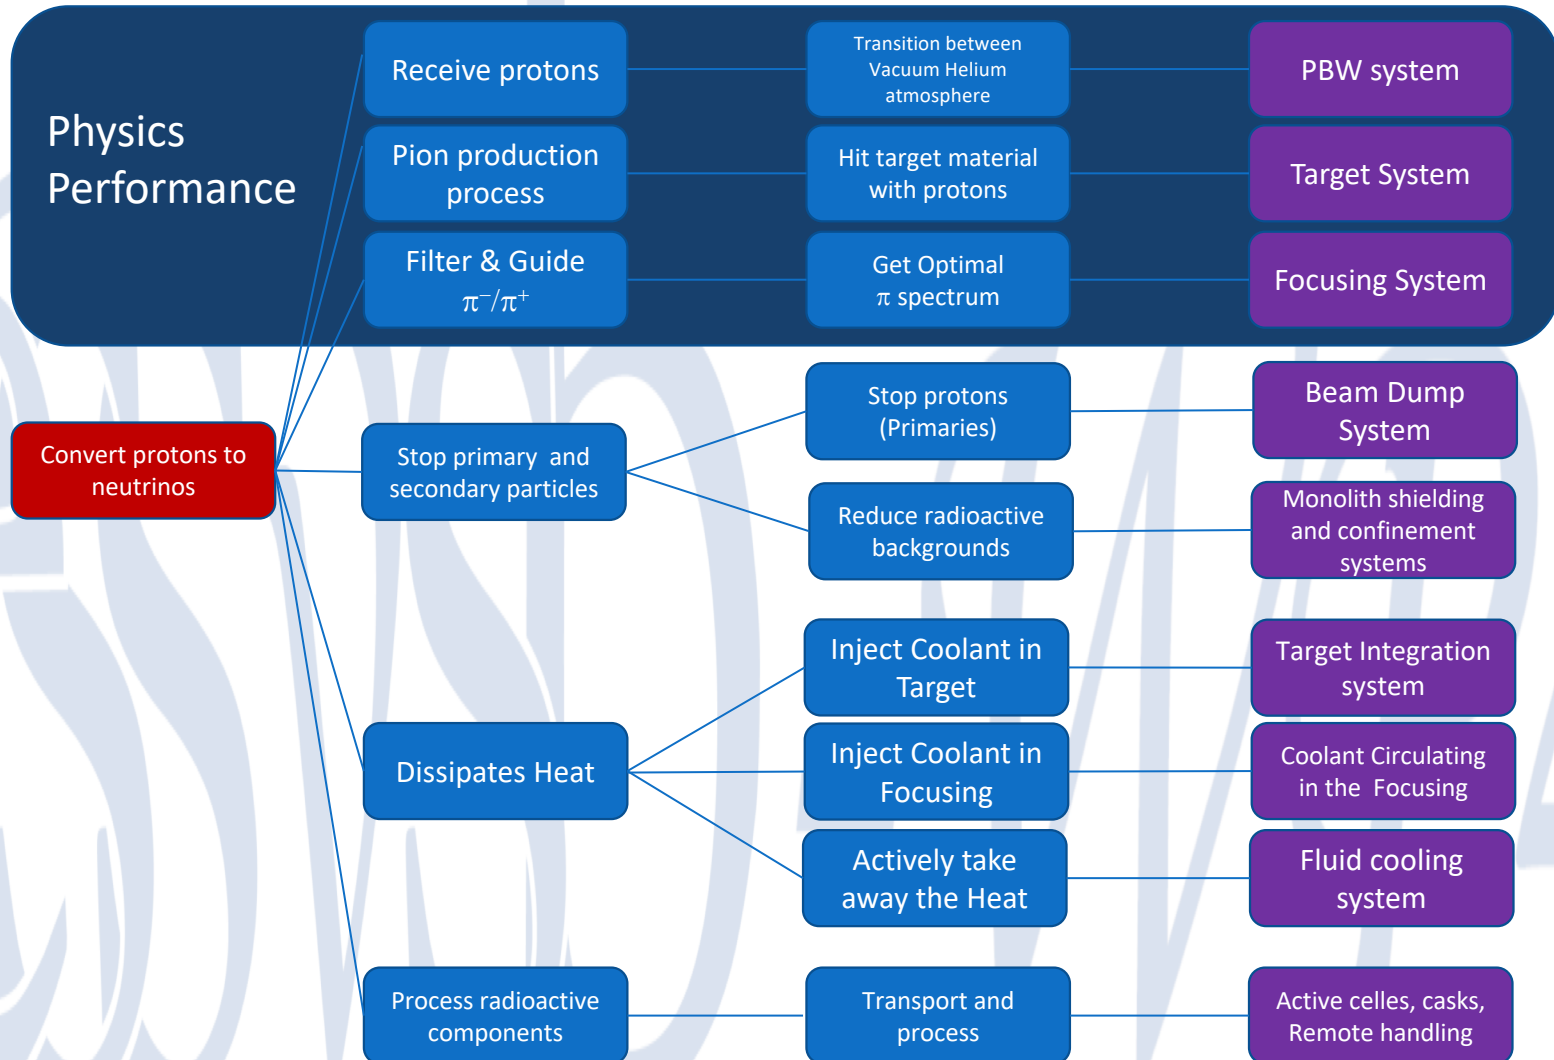 Physics
Performance
Receive protons
Transition between
Vacuum Helium
atmosphere
PBW system
Pion production
process
Hit target material
with protons
Target System
Filter & Guide
π⁻/π⁺
Get Optimal
π spectrum
Focusing System
Convert protons to
neutrinos
Stop primary and
secondary particles
Stop protons
(Primaries)
Beam Dump
System
Reduce radioactive
backgrounds
Monolith shielding
and confinement
systems
Dissipates Heat
Inject Coolant in
Target
Target Integration
system
Inject Coolant in
Focusing
Coolant Circulating
in the Focusing
Actively take
away the Heat
Fluid cooling
system
Process radioactive
components
Transport and
process
Active celles, casks,
Remote handling